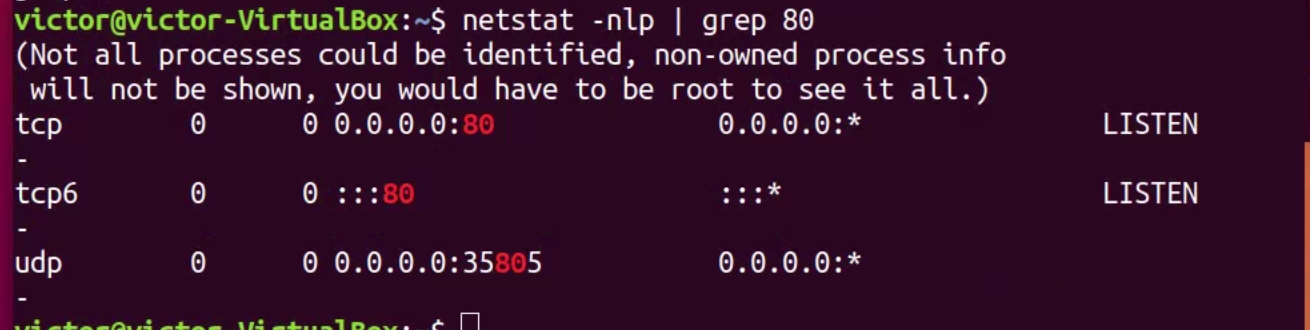 victor@victor-VirtualBox:~$ netstat -nlp | grep 80
(Not all processes could be identified, non-owned process info
 will not be shown, you would have to be root to see it all.)
tcp        0      0 0.0.0.0:80              0.0.0.0:*               LISTEN
-
tcp6       0      0 :::80                   :::*                    LISTEN
-
udp        0      0 0.0.0.0:35805           0.0.0.0:*
-
victor@victor-VirtualBox:~$